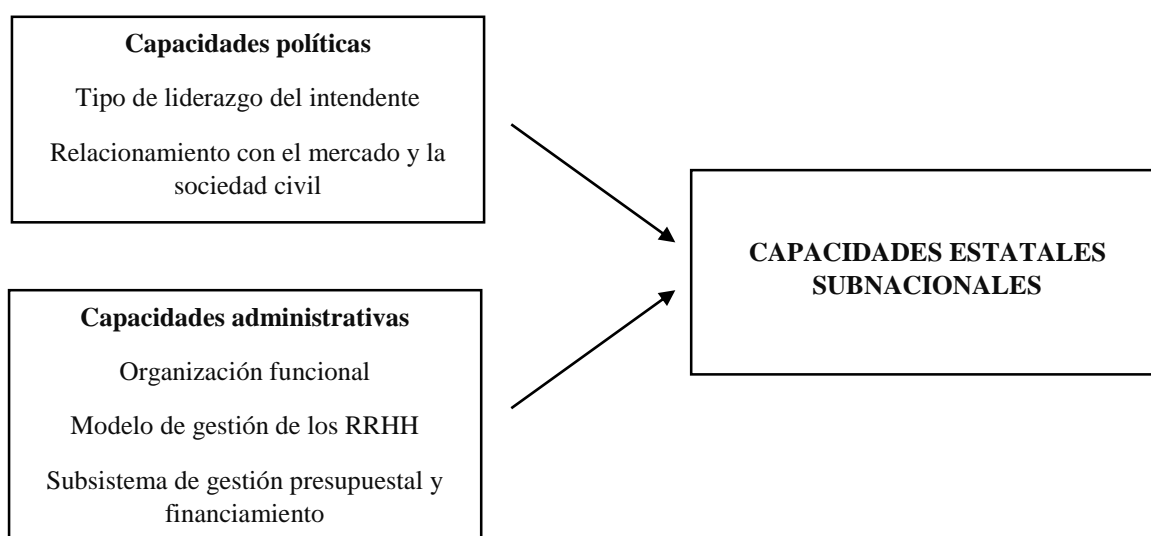 Capacidades políticas
Tipo de liderazgo del intendente
Relacionamiento con el mercado y la
sociedad civil
CAPACIDADES ESTATALES
SUBNACIONALES
Capacidades administrativas
Organización funcional
Modelo de gestión de los RRHH
Subsistema de gestión presupuestal y
financiamiento